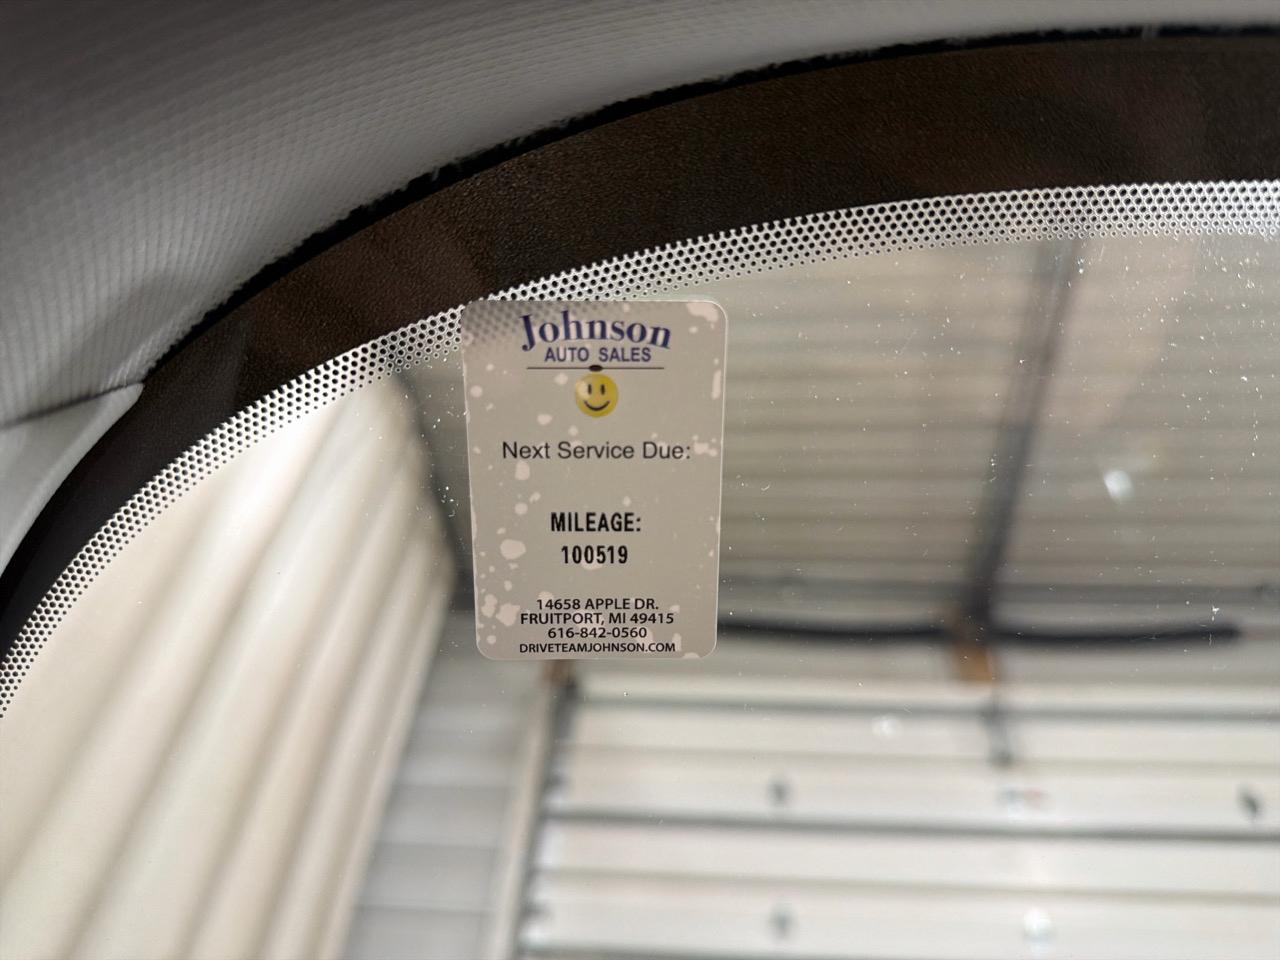 Johnson
AUTO SALES
Next Service Due:
MILEAGE:
100519
14658 APPLE DR.
FRUITPORT, MI 49415
616-842-0560
DRIVETEAMJOHNSON.COM